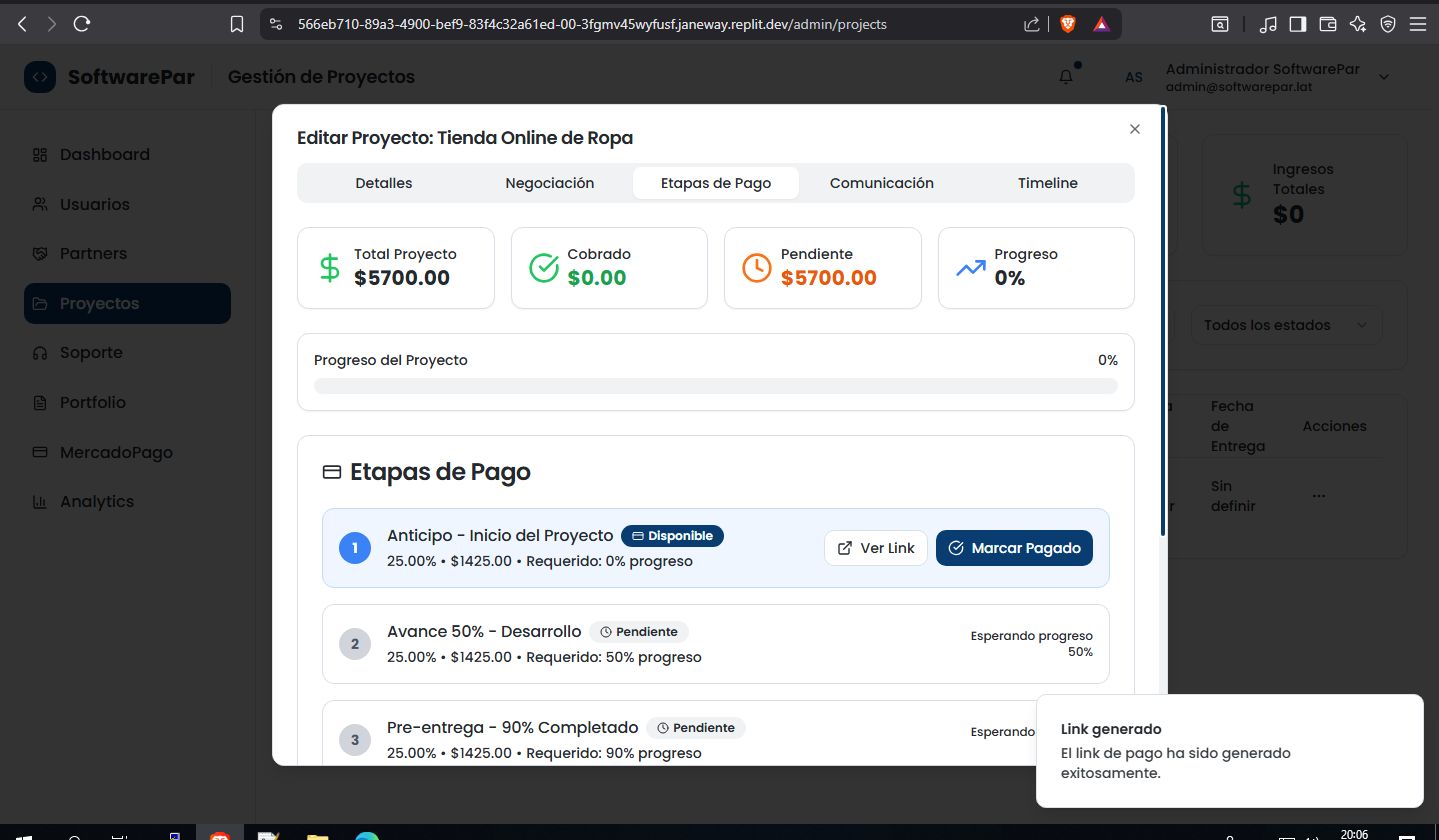 566eb710-89a3-4900-bef9-83f4c32a61ed-00-3fgmv45wyfusf.janeway.replit.dev/admin/projects
SoftwarePar
Gestión de Proyectos
AS
Administrador SoftwarePar
admin@softwarepar.lat
Dashboard
Usuarios
Partners
Proyectos
Soporte
Portfolio
MercadoPago
Analytics
Editar Proyecto: Tienda Online de Ropa
Detalles
Negociación
Etapas de Pago
Comunicación
Timeline
Total Proyecto
$5700.00
Cobrado
$0.00
Pendiente
$5700.00
Progreso
0%
Progreso del Proyecto
0%
Etapas de Pago
1
Anticipo - Inicio del Proyecto
Disponible
25.00% • $1425.00 • Requerido: 0% progreso
Ver Link
Marcar Pagado
2
Avance 50% - Desarrollo
Pendiente
25.00% • $1425.00 • Requerido: 50% progreso
Esperando progreso
50%
3
Pre-entrega - 90% Completado
Pendiente
25.00% • $1425.00 • Requerido: 90% progreso
Esperando
Ingresos
Totales
$0
Todos los estados
Fecha
de
Entrega
Acciones
Sin
definir
...
Link generado
El link de pago ha sido generado
exitosamente.
20:06